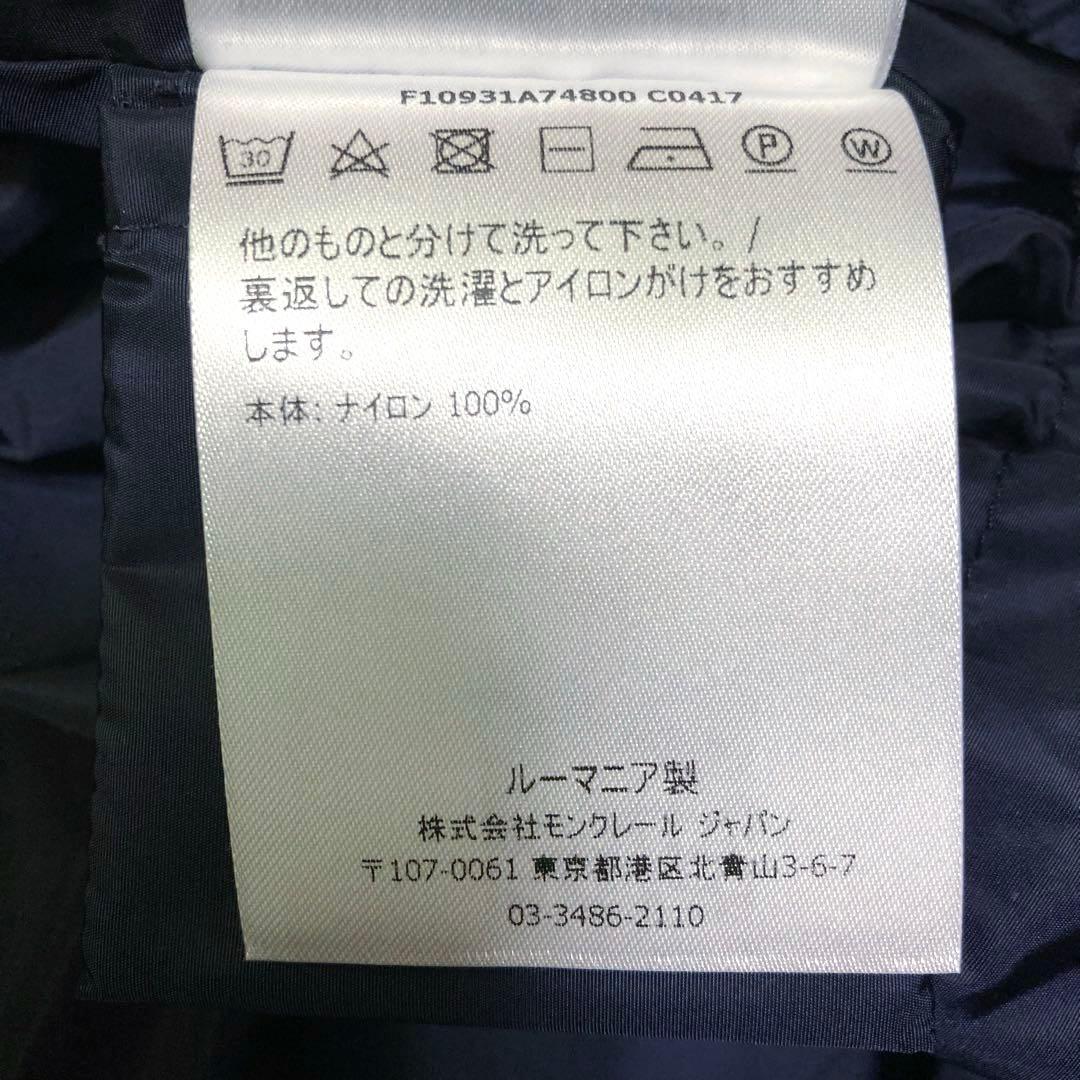 F10931A74800 C0417
30 P W
他のものと分けて洗って下さい。/
裏返しての洗濯とアイロンがけをおすすめ
します。
本体: ナイロン 100%
ルーマニア製
株式会社モンクレール ジャパン
〒107-0061 東京都港区北青山3-6-7
03-3486-2110